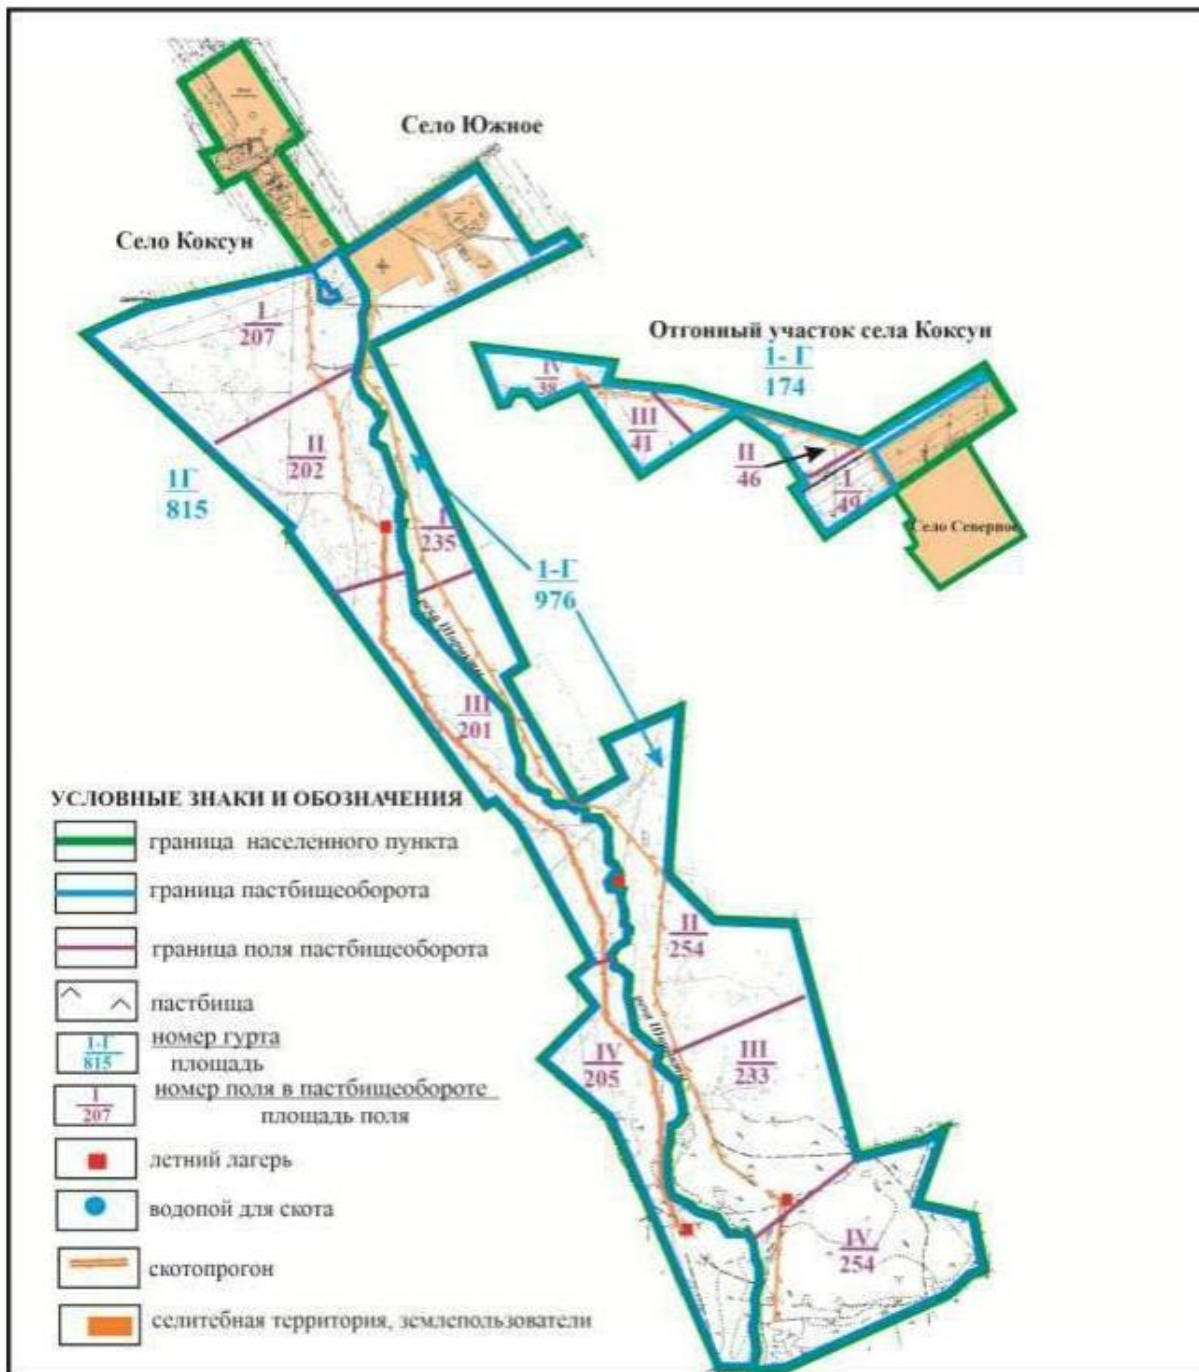 Село Южное
Село Коксун
I
207
Отгонный участок села Коксун
1- Г
174
IV
38
III
41
II
46
I
49
Село Северное
II
202
1Г
815
I
235
1-Г
976
III
201
II
254
IV
205
III
233
IV
254
УСЛОВНЫЕ ЗНАКИ И ОБОЗНАЧЕНИЯ
граница населенного пункта
граница пастбищеоборота
граница поля пастбищеоборота
пастбища
1-Г
815
номер гурта
площадь
I
207
номер поля в пастбищеобороте
площадь поля
летний лагерь
водопой для скота
скотопрогон
селитебная территория, землепользователи